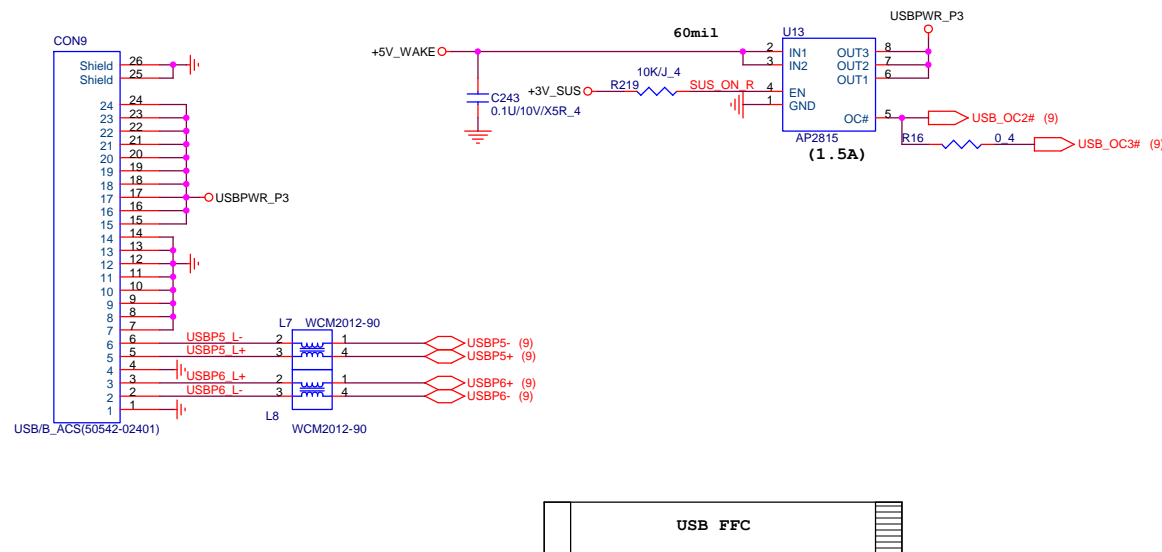 CON9
Shield 26
Shield 25
24 24
23 23
22 22
21 21
20 20
19 19
18 18
17 17
16 16
15 15
14 14
13 13
12 12
11 11
10 10
9 9
8 8
7 7
6 6
5 5
4 4
3 3
2 2
1 1
USB/B_ACS(50542-02401)
USBPWR_P3
USBP5_L-
USBP5_L+
USBP6_L+
USBP6_L-
L7 WCM2012-90
2 1
3 4
2 1
3 4
L8
WCM2012-90
USBP5- (9)
USBP5+ (9)
USBP6+ (9)
USBP6- (9)
+5V_WAKE
C243
0.1U/10V/X5R_4
60mil
+3V_SUS
R219
10K/J_4
SUS_ON_R
U13
2 IN1
3 IN2
4 EN
1 GND
OUT3 8
OUT2 7
OUT1 6
OC# 5
AP2815
(1.5A)
USBPWR_P3
USB_OC2# (9)
R16 0_4
USB_OC3# (9)
USB FFC